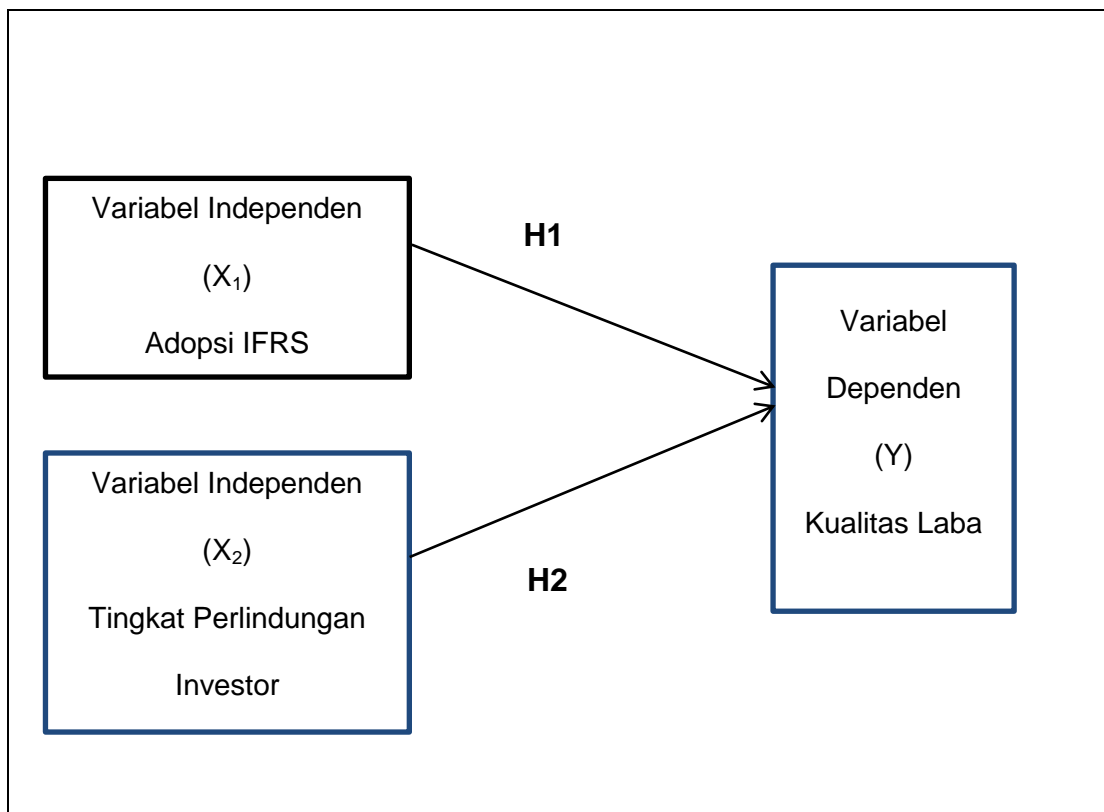 Variabel Independen
(X₁)
Adopsi IFRS
H1
Variabel Independen
(X₂)
Tingkat Perlindungan
Investor
H2
Variabel
Dependen
(Y)
Kualitas Laba